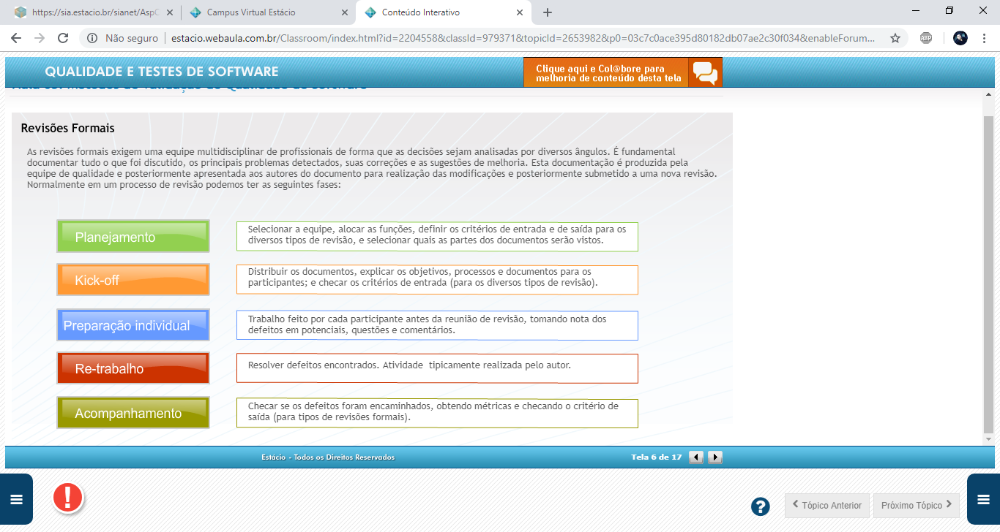 https://sia.estacio.br/sianet/AspC
Campus Virtual Estácio
Conteúdo Interativo
Não seguro
estacio.webaula.com.br/Classroom/index.html?id=2204558&classId=979371&topicId=2653982&p0=03c7c0ace395d80182db07ae2c30f034&enableForum...
ABP
QUALIDADE E TESTES DE SOFTWARE
Clique aqui e Col@bore para
melhoria de conteúdo desta tela
Revisões Formais
As revisões formais exigem uma equipe multidisciplinar de profissionais de forma que as decisões sejam analisadas por diversos ângulos. É fundamental
documentar tudo o que foi discutido, os principais problemas detectados, suas correções e as sugestões de melhoria. Esta documentação é produzida pela
equipe de qualidade e posteriormente apresentada aos autores do documento para realização das modificações e posteriormente submetido a uma nova revisão.
Normalmente em um processo de revisão podemos ter as seguintes fases:
Planejamento
Selecionar a equipe, alocar as funções, definir os critérios de entrada e de saída para os
diversos tipos de revisão, e selecionar quais as partes dos documentos serão vistos.
Kick-off
Distribuir os documentos, explicar os objetivos, processos e documentos para os
participantes; e checar os critérios de entrada (para os diversos tipos de revisão).
Preparação individual
Trabalho feito por cada participante antes da reunião de revisão, tomando nota dos
defeitos em potenciais, questões e comentários.
Re-trabalho
Resolver defeitos encontrados. Atividade  tipicamente realizada pelo autor.
Acompanhamento
Checar se os defeitos foram encaminhados, obtendo métricas e checando o critério de
saída (para tipos de revisões formais).
Estácio - Todos os Direitos Reservados
Tela 6 de 17
Tópico Anterior
Próximo Tópico